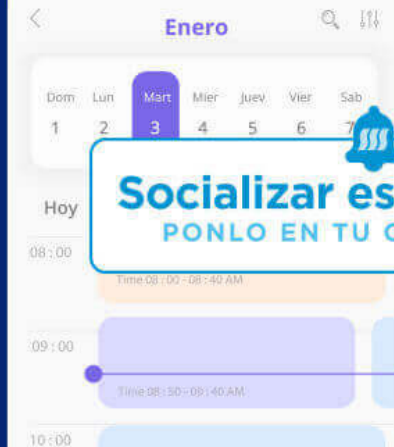 Enero
Dom Lun Mart Mier Juev Vier Sab
1 2 3 4 5 6 7
Socializar es
PONLO EN TU C
Hoy
08:00
Time 08:00-08:40 AM
09:00
Time 08:50-09:40 AM
10:00